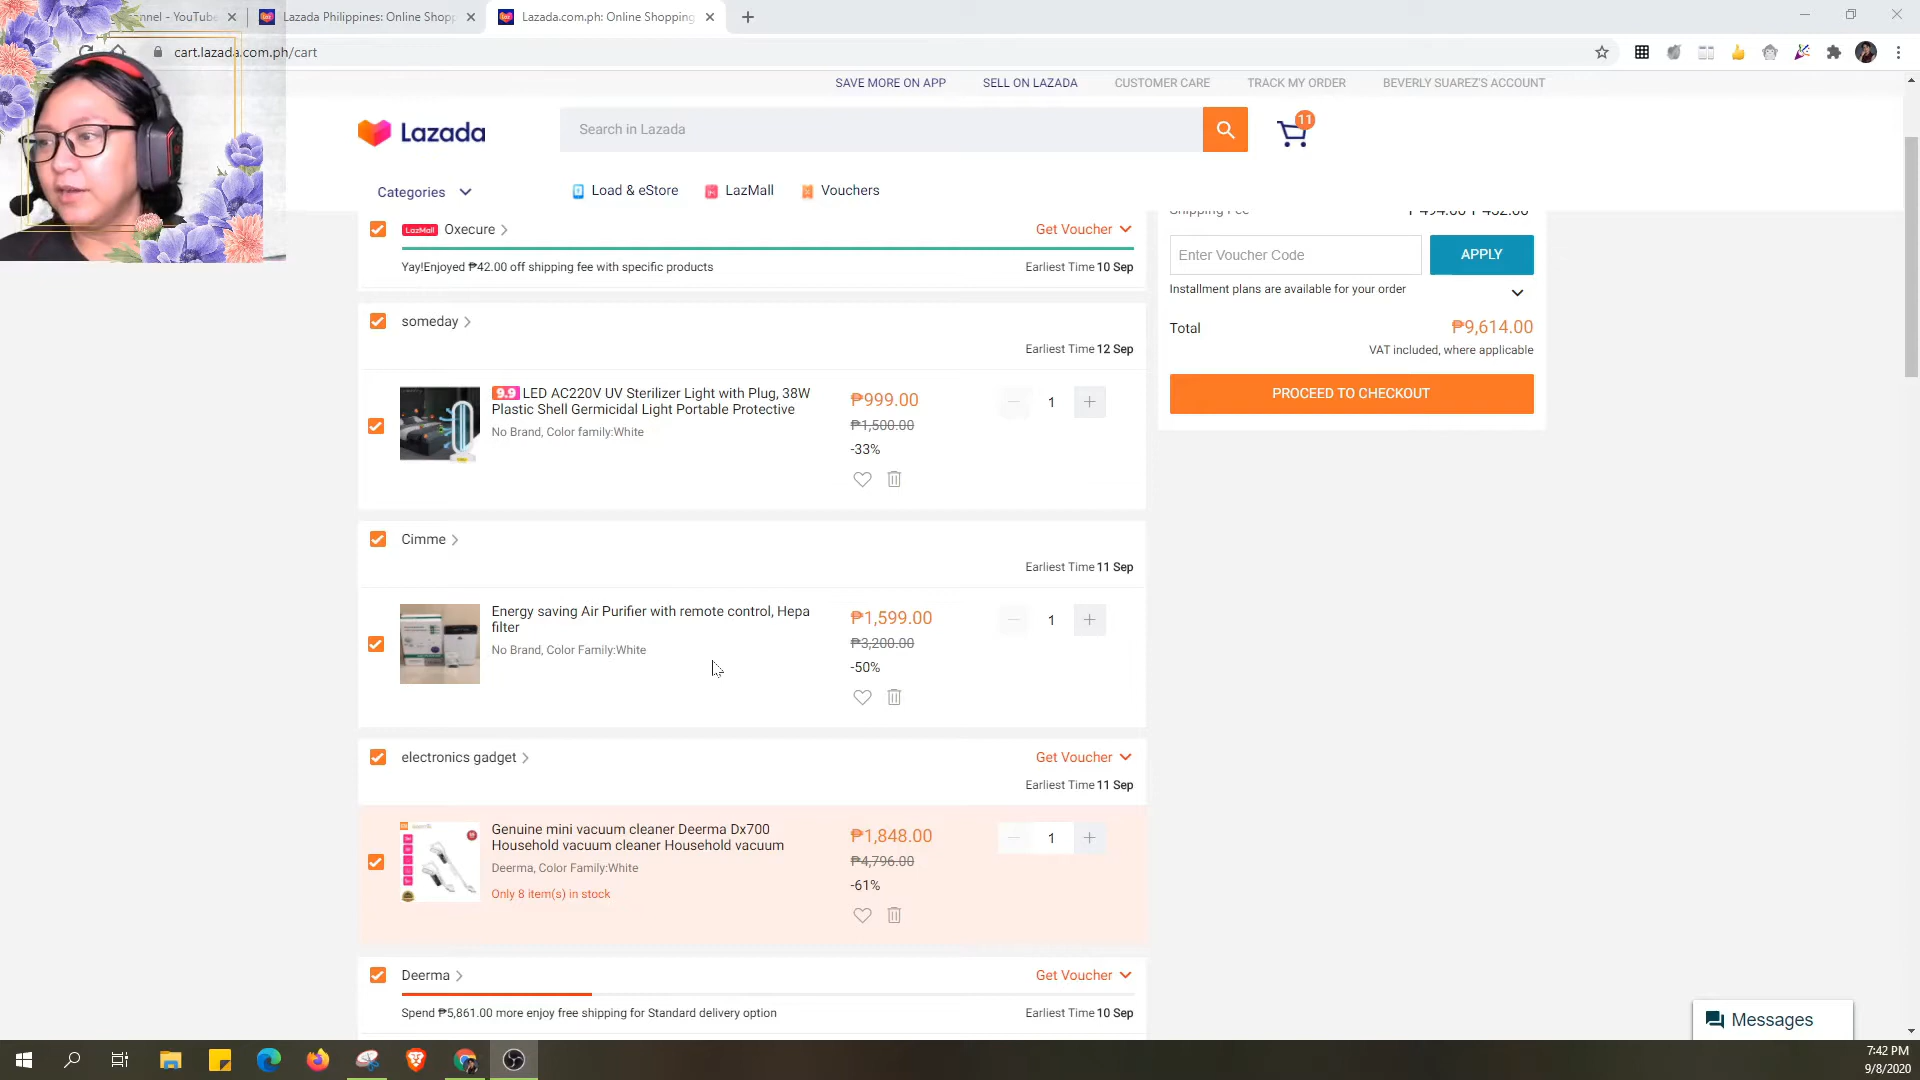 nnel - YouTube
Lazada Philippines: Online Shopp
Lazada.com.ph: Online Shopping
cart.lazada.com.ph/cart
SAVE MORE ON APP
SELL ON LAZADA
CUSTOMER CARE
TRACK MY ORDER
BEVERLY SUAREZ'S ACCOUNT
Lazada
Search in Lazada
11
Categories
Load & eStore
LazMall
Vouchers
LazMall Oxecure
Get Voucher
Yay!Enjoyed ₱42.00 off shipping fee with specific products
Earliest Time 10 Sep
someday
Earliest Time 12 Sep
9.9 LED AC220V UV Sterilizer Light with Plug, 38W
Plastic Shell Germicidal Light Portable Protective
No Brand, Color family:White
₱999.00
₱1,500.00
-33%
1
Cimme
Earliest Time 11 Sep
Energy saving Air Purifier with remote control, Hepa
filter
No Brand, Color Family:White
₱1,599.00
₱3,200.00
-50%
1
electronics gadget
Get Voucher
Earliest Time 11 Sep
Genuine mini vacuum cleaner Deerma Dx700
Household vacuum cleaner Household vacuum
Deerma, Color Family:White
Only 8 item(s) in stock
₱1,848.00
₱4,796.00
-61%
1
Deerma
Get Voucher
Spend ₱5,861.00 more enjoy free shipping for Standard delivery option
Earliest Time 10 Sep
Shipping Fee
Enter Voucher Code
APPLY
Installment plans are available for your order
Total
₱9,614.00
VAT included, where applicable
PROCEED TO CHECKOUT
Messages
7:42 PM
9/8/2020